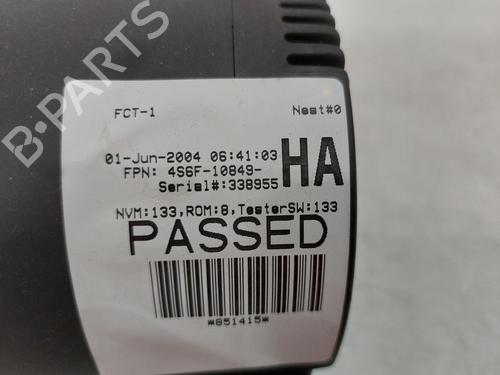 B-PARTS
FCT-1 Nest#0
01-Jun-2004 06:41:03
FPN: 4S6F-10849- HA
Serial#:338955
NVM:133,ROM:8,TesterSW:133
PASSED
*851415*